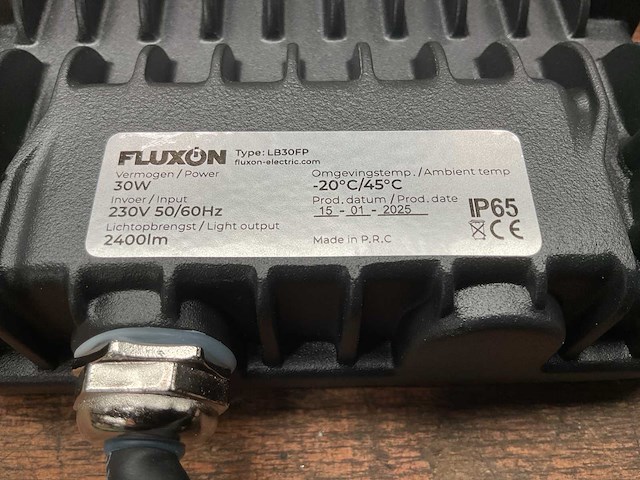 FLUXON Type: LB30FP
fluxon-electric.com
Vermogen / Power
30W
Invoer / Input
230V 50/60Hz
Lichtopbrengst / Light output
2400lm
Omgevingstemp. / Ambient temp
-20°C/45°C
Prod. datum / Prod. date
15 - 01 - 2025
Made in P.R.C
IP65
CE